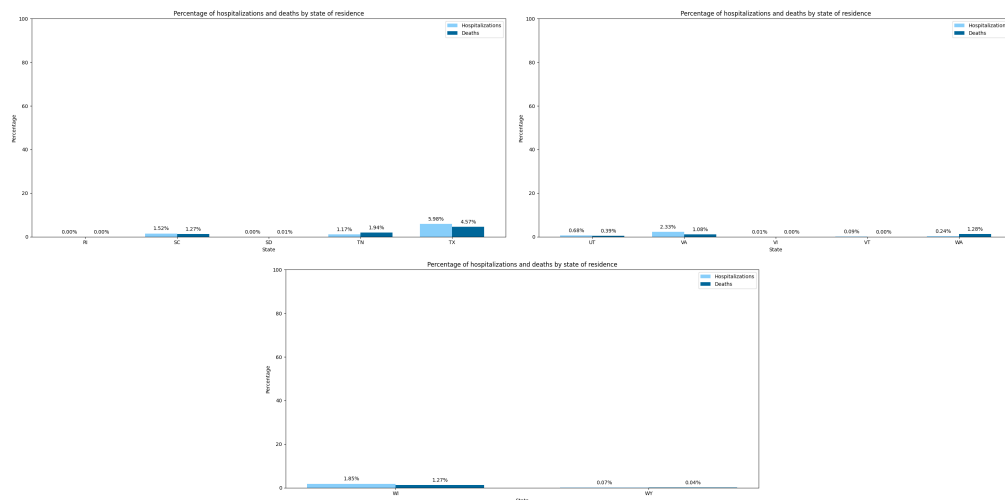 Percentage of hospitalizations and deaths by state of residence
Hospitalizations
Deaths
100
80
60
40
20
0
Percentage
0.00% 0.00% 1.52% 1.27% 0.00% 0.01% 1.17% 1.94% 5.98% 4.57%
RI SC SD TN TX
State
Percentage of hospitalizations and deaths by state of residence
Hospitalizations
Deaths
100
80
60
40
20
0
Percentage
0.68% 0.39% 2.33% 1.08% 0.01% 0.00% 0.09% 0.00% 0.24% 1.28%
UT VA VI VT WA
State
Percentage of hospitalizations and deaths by state of residence
Hospitalizations
Deaths
100
80
60
40
20
0
Percentage
1.85% 1.27% 0.07% 0.04%
WI WY
State